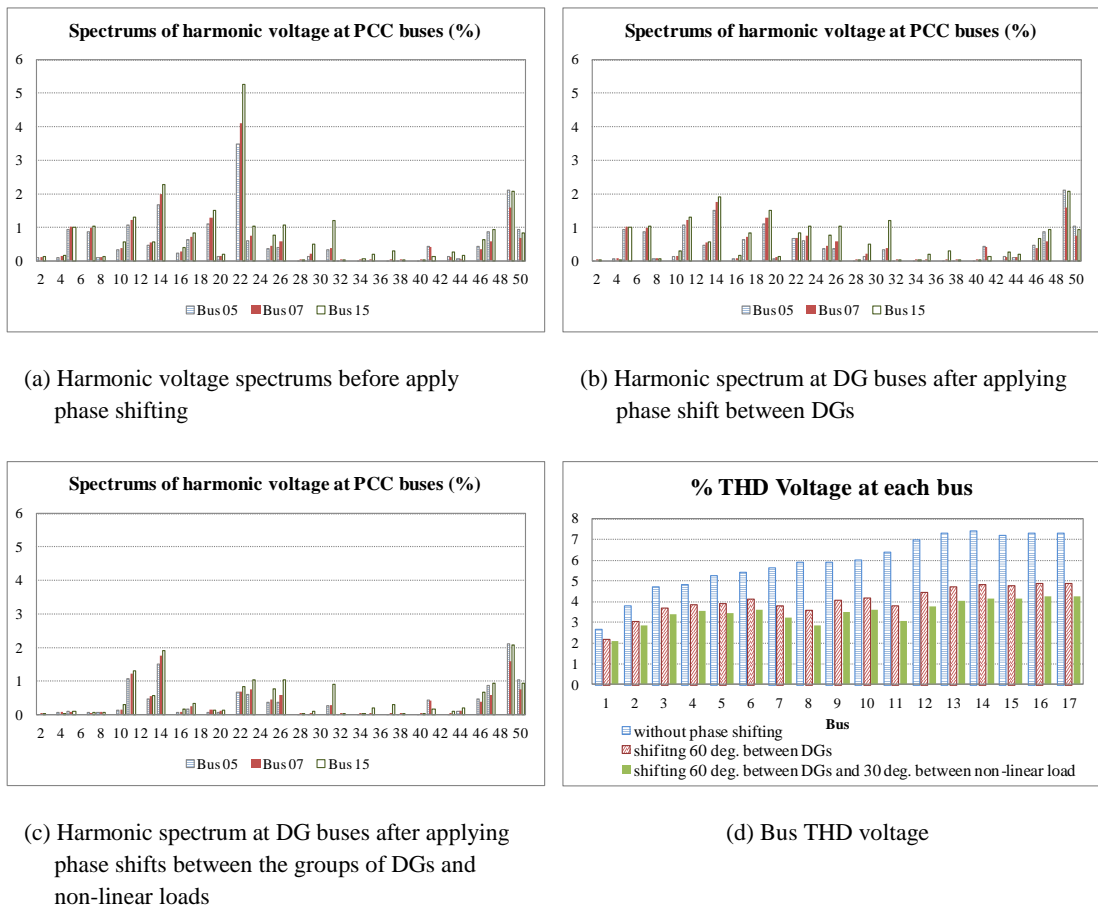 Spectrums of harmonic voltage at PCC buses (%)
6
5
4
3
2
1
0
2 4 6 8 10 12 14 16 18 20 22 24 26 28 30 32 34 36 38 40 42 44 46 48 50
Bus 05 Bus 07 Bus 15
(a) Harmonic voltage spectrums before apply
phase shifting
Spectrums of harmonic voltage at PCC buses (%)
6
5
4
3
2
1
0
2 4 6 8 10 12 14 16 18 20 22 24 26 28 30 32 34 36 38 40 42 44 46 48 50
Bus 05 Bus 07 Bus 15
(b) Harmonic spectrum at DG buses after applying
phase shift between DGs
Spectrums of harmonic voltage at PCC buses (%)
6
5
4
3
2
1
0
2 4 6 8 10 12 14 16 18 20 22 24 26 28 30 32 34 36 38 40 42 44 46 48 50
Bus 05 Bus 07 Bus 15
(c) Harmonic spectrum at DG buses after applying
phase shifts between the groups of DGs and
non-linear loads
% THD Voltage at each bus
8
7
6
5
4
3
2
1
0
1 2 3 4 5 6 7 8 9 10 11 12 13 14 15 16 17
Bus
without phase shifting
shifitng 60 deg. between DGs
shifting 60 deg. between DGs and 30 deg. between non-linear load
(d) Bus THD voltage